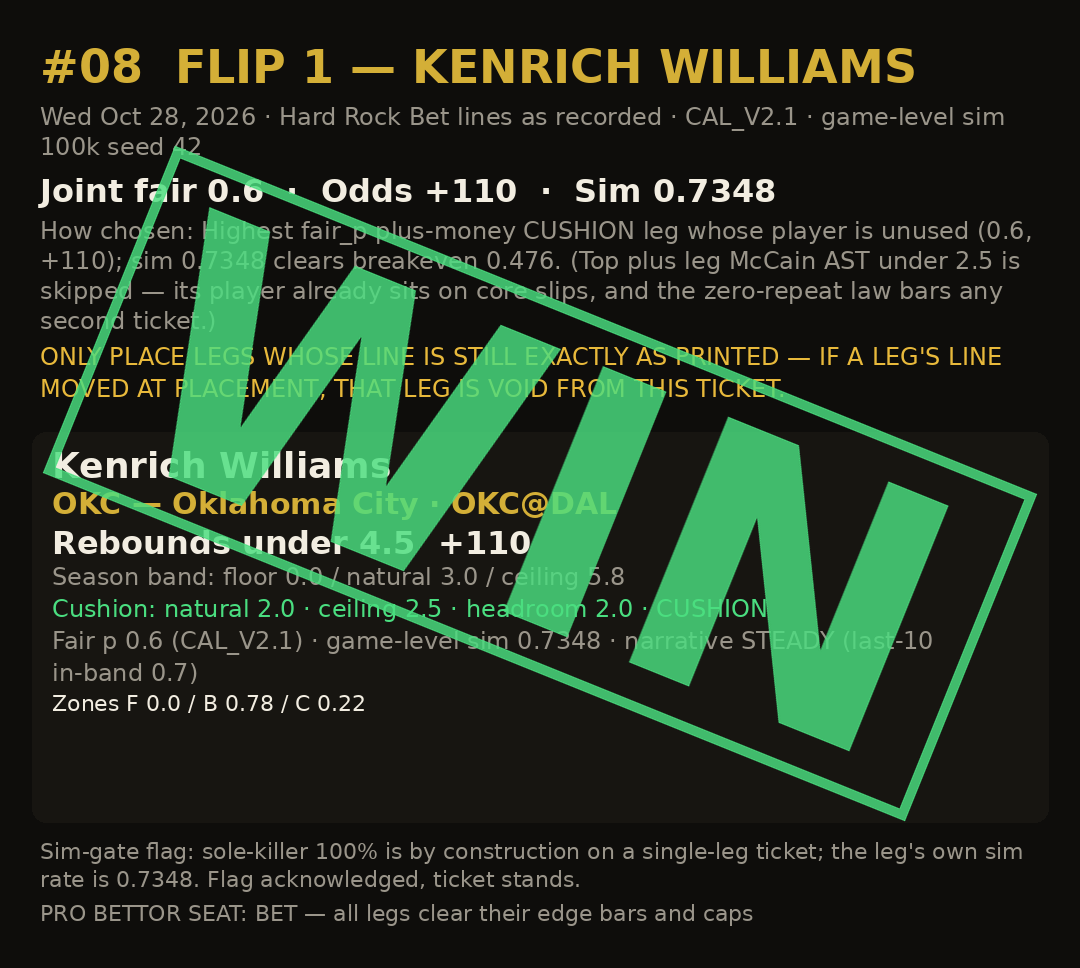 #08 FLIP 1 — KENRICH WILLIAMS
Wed Oct 28, 2026 · Hard Rock Bet lines as recorded · CAL_V2.1 · game-level sim
100k seed 42
Joint fair 0.6 · Odds +110 · Sim 0.7348
How chosen: Highest fair_p plus-money CUSHION leg whose player is unused (0.6,
+110); sim 0.7348 clears breakeven 0.476. (Top plus leg McCain AST under 2.5 is
skipped — its player already sits on core slips, and the zero-repeat law bars any
second ticket.)
ONLY PLACE LEGS WHOSE LINE IS STILL EXACTLY AS PRINTED — IF A LEG'S LINE
MOVED AT PLACEMENT, THAT LEG IS VOID FROM THIS TICKET.
WIN
Kenrich Williams
OKC — Oklahoma City · OKC@DAL
Rebounds under 4.5 +110
Season band: floor 0.0 / natural 3.0 / ceiling 5.8
Cushion: natural 2.0 · ceiling 2.5 · headroom 2.0 · CUSHION
Fair p 0.6 (CAL_V2.1) · game-level sim 0.7348 · narrative STEADY (last-10
in-band 0.7)
Zones F 0.0 / B 0.78 / C 0.22
Sim-gate flag: sole-killer 100% is by construction on a single-leg ticket; the leg's own sim
rate is 0.7348. Flag acknowledged, ticket stands.
PRO BETTOR SEAT: BET — all legs clear their edge bars and caps